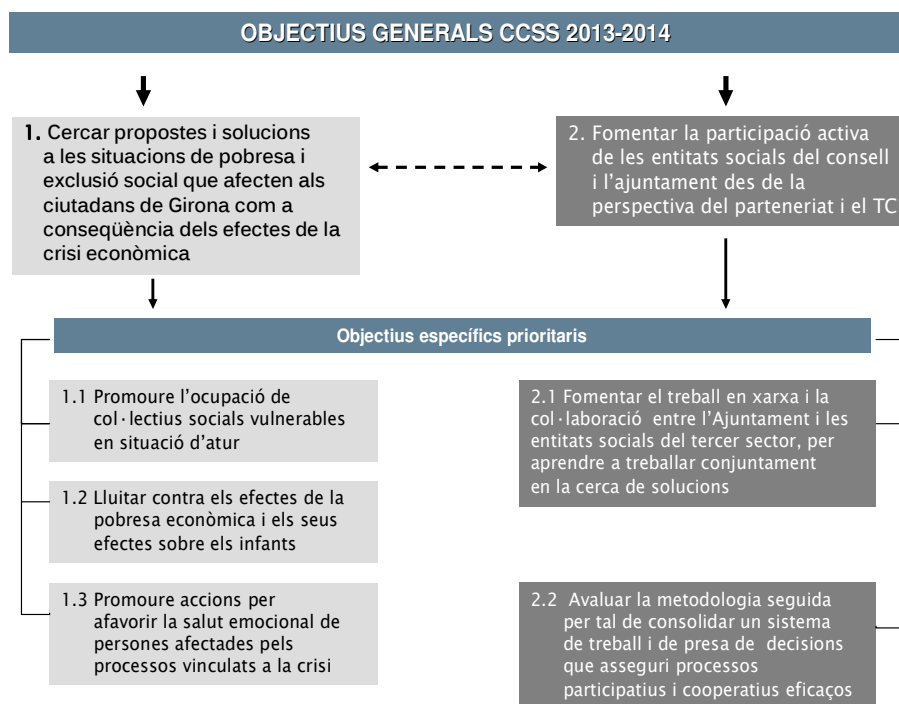 OBJECTIUS GENERALS CCSS 2013-2014
1. Cercar propostes i solucions
a les situacions de pobresa i
exclusió social que afecten als
ciutadans de Girona com a
conseqüència dels efectes de la
crisi econòmica
2. Fomentar la participació activa
de les entitats socials del consell
i l’ajuntament des de la
perspectiva del parteneriat i el TC
Objectius específics prioritaris
1.1 Promoure l’ocupació de
col·lectius socials vulnerables
en situació d’atur
1.2 Lluitar contra els efectes de la
pobresa econòmica i els seus
efectes sobre els infants
1.3 Promoure accions per
afavorir la salut emocional de
persones afectades pels
processos vinculats a la crisi
2.1 Fomentar el treball en xarxa i la
col·laboració entre l’Ajuntament i les
entitats socials del tercer sector, per
aprendre a treballar conjuntament
en la cerca de solucions
2.2 Avaluar la metodologia seguida
per tal de consolidar un sistema
de treball i de presa de decisions
que asseguri processos
participatius i cooperatius eficaços